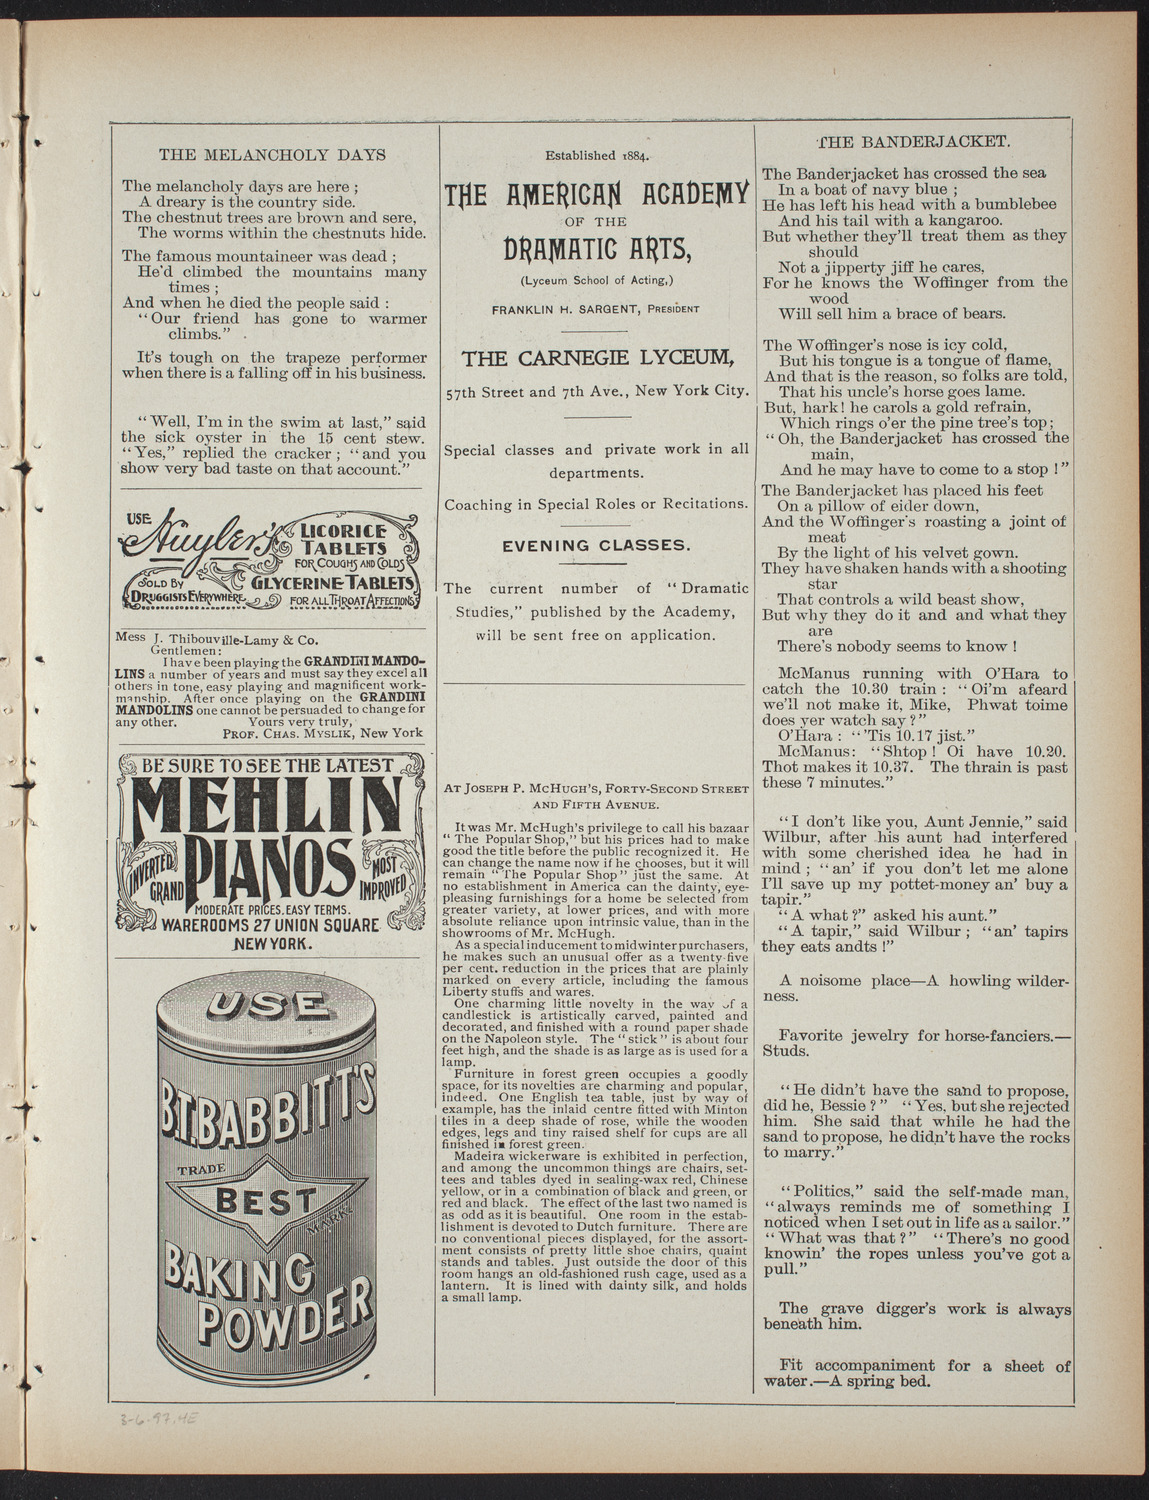 THE MELANCHOLY DAYS
The melancholy days are here ;
A dreary is the country side.
The chestnut trees are brown and sere,
The worms within the chestnuts hide.
The famous mountaineer was dead ;
He'd climbed the mountains many
times ;
And when he died the people said :
"Our friend has gone to warmer
climbs."
It's tough on the trapeze performer
when there is a falling off in his business.
"Well, I'm in the swim at last," said
the sick oyster in the 15 cent stew.
"Yes," replied the cracker ; "and you
show very bad taste on that account."
USE
Huyler's
LICORICE
TABLETS
FOR COUGHS AND COLDS
SOLD BY
DRUGGISTS EVERYWHERE
GLYCERINE TABLETS
FOR ALL THROAT AFFECTIONS
Mess J. Thibouville-Lamy & Co.
Gentlemen:
I have been playing the GRANDINI MANDO-
LINS a number of years and must say they excel all
others in tone, easy playing and magnificent work-
manship. After once playing on the GRANDINI
MANDOLINS one cannot be persuaded to change for
any other. Yours very truly,
PROF. CHAS. MYSLIK, New York
BE SURE TO SEE THE LATEST
MEHLIN
PIANOS
INVERTED
GRAND
MOST
IMPROVED
MODERATE PRICES. EASY TERMS.
WAREROOMS 27 UNION SQUARE
NEW YORK.
USE
B.T. BABBITT'S
TRADE
BEST
MARK
BAKING
POWDER
3-6-97.4E
Established 1884.
THE AMERICAN ACADEMY
OF THE
DRAMATIC ARTS,
(Lyceum School of Acting,)
FRANKLIN H. SARGENT, PRESIDENT
THE CARNEGIE LYCEUM,
57th Street and 7th Ave., New York City.
Special classes and private work in all
departments.
Coaching in Special Roles or Recitations.
EVENING CLASSES.
The current number of "Dramatic
Studies," published by the Academy,
will be sent free on application.
AT JOSEPH P. MCHUGH'S, FORTY-SECOND STREET
AND FIFTH AVENUE.
It was Mr. McHugh's privilege to call his bazaar
"The Popular Shop," but his prices had to make
good the title before the public recognized it. He
can change the name now if he chooses, but it will
remain "The Popular Shop" just the same. At
no establishment in America can the dainty, eye-
pleasing furnishings for a home be selected from
greater variety, at lower prices, and with more
absolute reliance upon intrinsic value, than in the
showrooms of Mr. McHugh.
As a special inducement to midwinter purchasers,
he makes such an unusual offer as a twenty-five
per cent. reduction in the prices that are plainly
marked on every article, including the famous
Liberty stuffs and wares.
One charming little novelty in the way of a
candlestick is artistically carved, painted and
decorated, and finished with a round paper shade
on the Napoleon style. The "stick" is about four
feet high, and the shade is as large as is used for a
lamp.
Furniture in forest green occupies a goodly
space, for its novelties are charming and popular,
indeed. One English tea table, just by way of
example, has the inlaid centre fitted with Minton
tiles in a deep shade of rose, while the wooden
edges, legs and tiny raised shelf for cups are all
finished in forest green.
Madeira wickerware is exhibited in perfection,
and among the uncommon things are chairs, set-
tees and tables dyed in sealing-wax red, Chinese
yellow, or in a combination of black and green, or
red and black. The effect of the last two named is
as odd as it is beautiful. One room in the estab-
lishment is devoted to Dutch furniture. There are
no conventional pieces displayed, for the assort-
ment consists of pretty little shoe chairs, quaint
stands and tables. Just outside the door of this
room hangs an old-fashioned rush cage, used as a
lantern. It is lined with dainty silk, and holds
a small lamp.
THE BANDERJACKET.
The Banderjacket has crossed the sea
In a boat of navy blue ;
He has left his head with a bumblebee
And his tail with a kangaroo.
But whether they'll treat them as they
should
Not a jipperty jiff he cares,
For he knows the Woffinger from the
wood
Will sell him a brace of bears.
The Woffinger's nose is icy cold,
But his tongue is a tongue of flame,
And that is the reason, so folks are told,
That his uncle's horse goes lame.
But, hark! he carols a gold refrain,
Which rings o'er the pine tree's top;
"Oh, the Banderjacket has crossed the
main,
And he may have to come to a stop !"
The Banderjacket has placed his feet
On a pillow of eider down,
And the Woffinger's roasting a joint of
meat
By the light of his velvet gown.
They have shaken hands with a shooting
star
That controls a wild beast show,
But why they do it and and what they
are
There's nobody seems to know !
McManus running with O'Hara to
catch the 10.30 train : "Oi'm afeard
we'll not make it, Mike, Phwat toime
does yer watch say ?"
O'Hara : "'Tis 10.17 jist."
McManus: "Shtop ! Oi have 10.20.
Thot makes it 10.37. The thrain is past
these 7 minutes."
"I don't like you, Aunt Jennie," said
Wilbur, after his aunt had interfered
with some cherished idea he had in
mind ; "an' if you don't let me alone
I'll save up my pottet-money an' buy a
tapir."
"A what ?" asked his aunt."
"A tapir," said Wilbur ; "an' tapirs
they eats andts !"
A noisome place—A howling wilder-
ness.
Favorite jewelry for horse-fanciers.—
Studs.
"He didn't have the sand to propose,
did he, Bessie ?" "Yes, but she rejected
him. She said that while he had the
sand to propose, he didn't have the rocks
to marry."
"Politics," said the self-made man,
"always reminds me of something I
noticed when I set out in life as a sailor."
"What was that ?" "There's no good
knowin' the ropes unless you've got a
pull."
The grave digger's work is always
beneath him.
Fit accompaniment for a sheet of
water.—A spring bed.